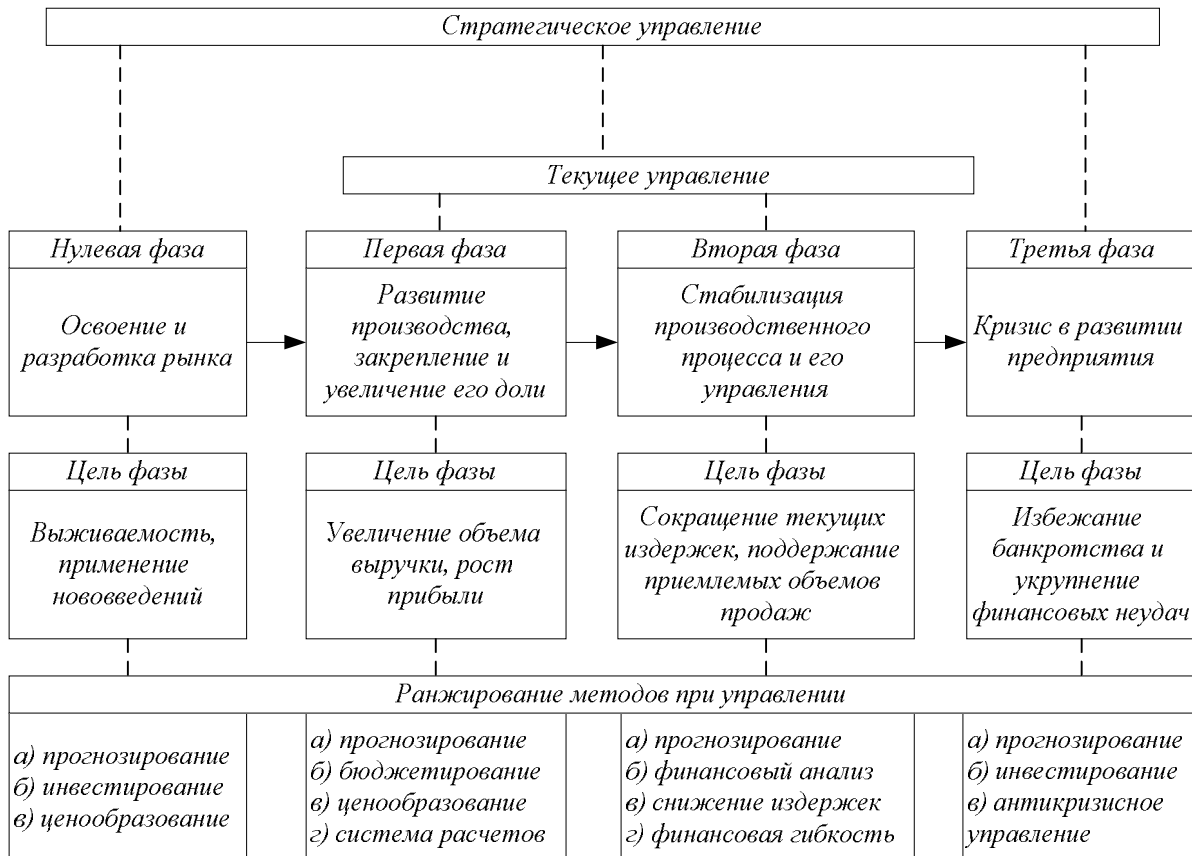 Стратегическое управление
Текущее управление
Нулевая фаза
Освоение и
разработка рынка
Первая фаза
Развитие
производства,
закрепление и
увеличение его доли
Вторая фаза
Стабилизация
производственного
процесса и его
управления
Третья фаза
Кризис в развитии
предприятия
Цель фазы
Выживаемость,
применение
нововведений
Цель фазы
Увеличение объема
выручки, рост
прибыли
Цель фазы
Сокращение текущих
издержек, поддержание
приемлемых объемов
продаж
Цель фазы
Избежание
банкротства и
укрупнение
финансовых неудач
Ранжирование методов при управлении
а) прогнозирование
б) инвестирование
в) ценообразование
а) прогнозирование
б) бюджетирование
в) ценообразование
г) система расчетов
а) прогнозирование
б) финансовый анализ
в) снижение издержек
г) финансовая гибкость
а) прогнозирование
б) инвестирование
в) антикризисное
управление